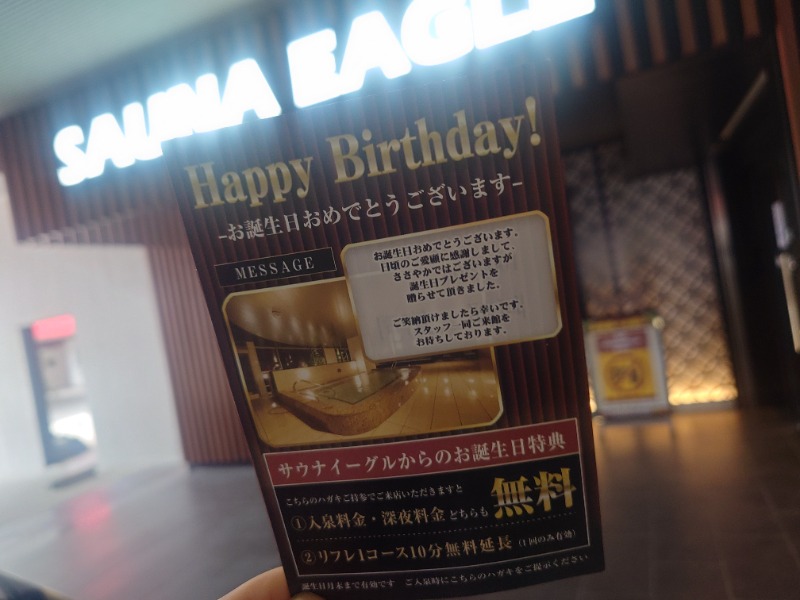 SAUNA EAGLE
Happy Birthday!
-お誕生日おめでとうございます-
MESSAGE
お誕生日おめでとうございます。
日頃のご愛顧に感謝しまして、
ささやかではございますが
誕生日プレゼントを
贈らせて頂きました。
ご笑納頂けましたら幸いです。
スタッフ一同ご来館を
お待ちしております。
サウナイーグルからのお誕生日特典
こちらのハガキご持参でご来店いただきますと
①入泉料金・深夜料金どちらも 無料
②リフレ1コース10分無料延長(1回のみ有効)
誕生日月末まで有効です ご入泉時にこちらのハガキをご提示ください